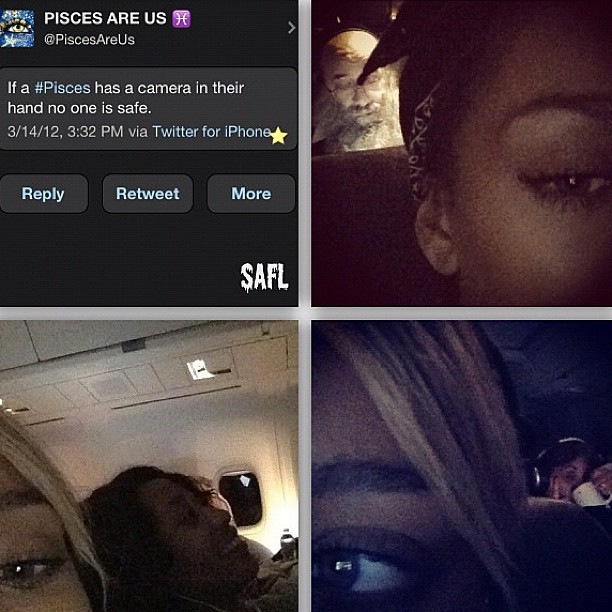 PISCES ARE US ♓
@PiscesAreUs
If a #Pisces has a camera in their
hand no one is safe.
3/14/12, 3:32 PM via Twitter for iPhone
Reply Retweet More
SAFL